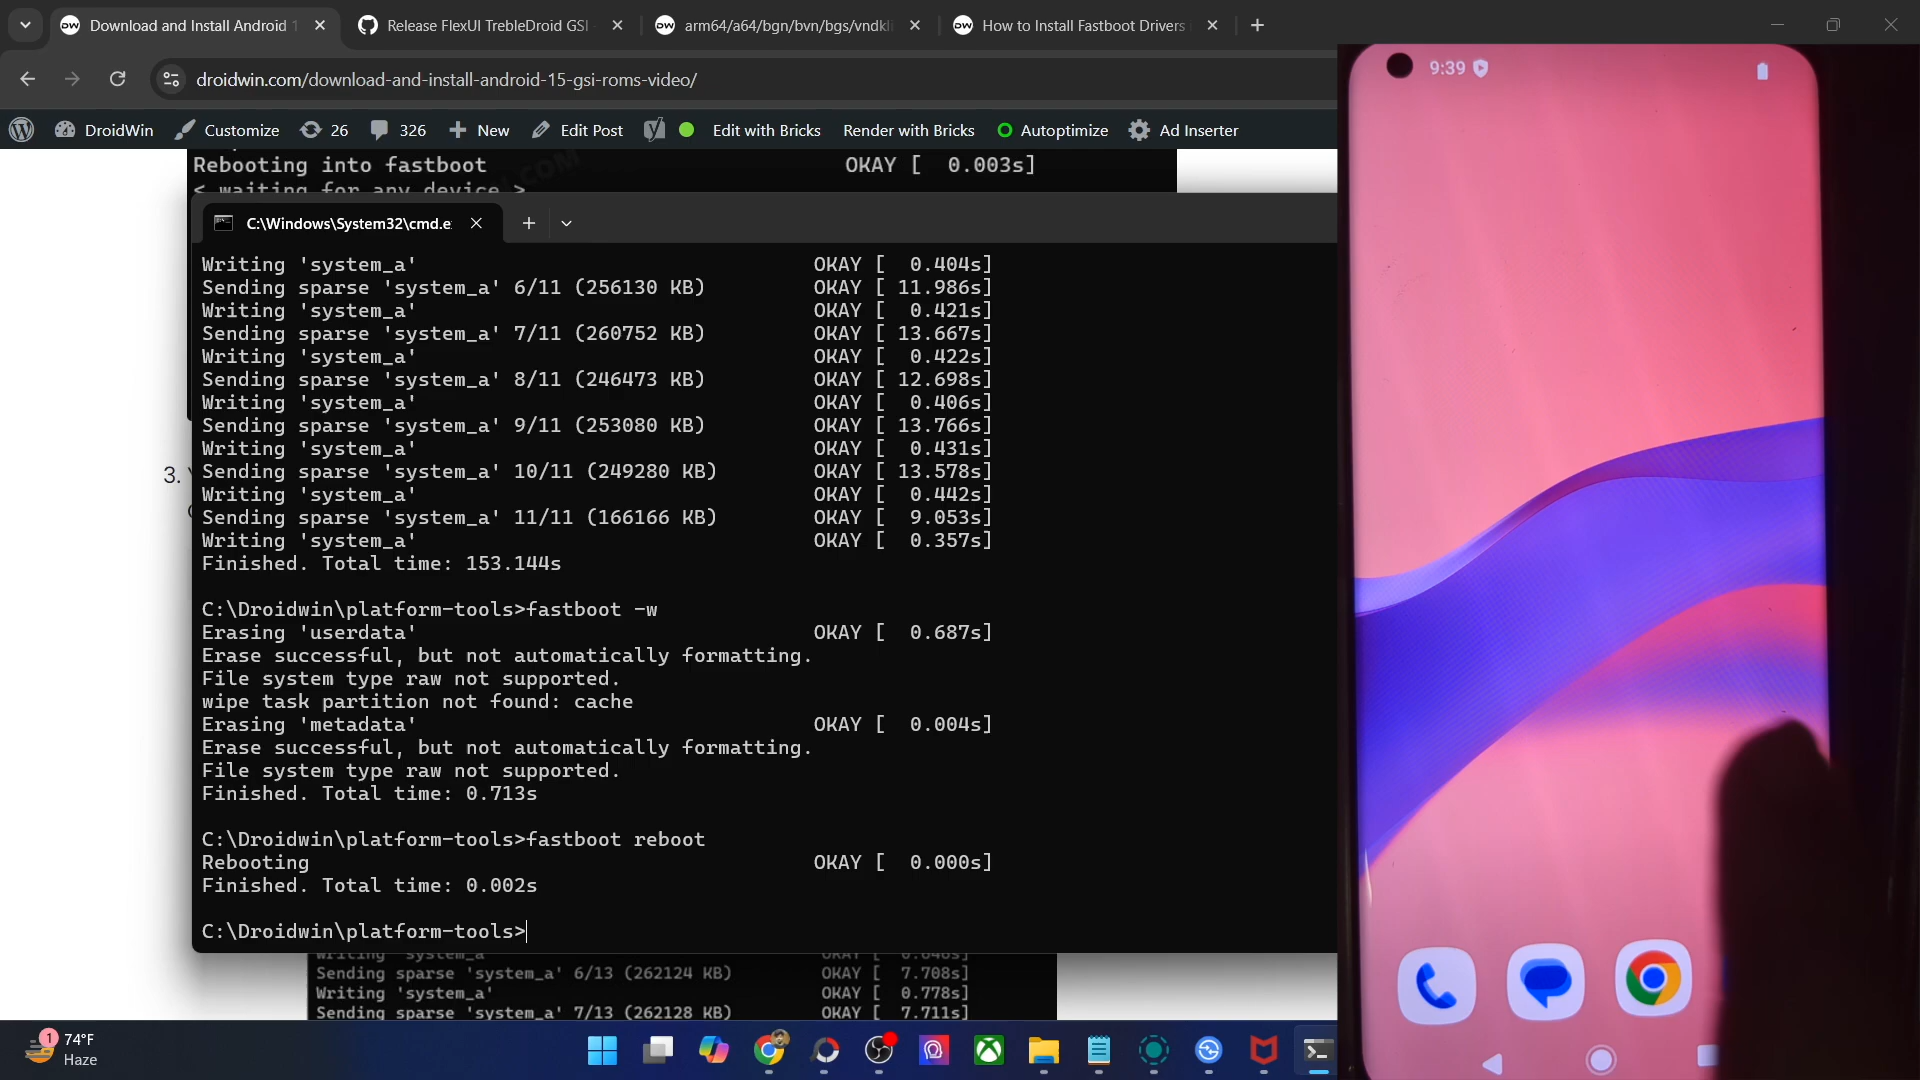 Download and Install Android 1
Release FlexUI TrebleDroid GSI
arm64/a64/bgn/bvn/bgs/vndkli
How to Install Fastboot Drivers
droidwin.com/download-and-install-android-15-gsi-roms-video/
DroidWin
Customize
26
326
New
Edit Post
Edit with Bricks
Render with Bricks
Autoptimize
Ad Inserter
9:39
Rebooting into fastboot OKAY [ 0.003s]
< waiting for any device >
C:\Windows\System32\cmd.e
Writing 'system_a' OKAY [ 0.404s]
Sending sparse 'system_a' 6/11 (256130 KB) OKAY [ 11.986s]
Writing 'system_a' OKAY [ 0.421s]
Sending sparse 'system_a' 7/11 (260752 KB) OKAY [ 13.667s]
Writing 'system_a' OKAY [ 0.422s]
Sending sparse 'system_a' 8/11 (246473 KB) OKAY [ 12.698s]
Writing 'system_a' OKAY [ 0.406s]
Sending sparse 'system_a' 9/11 (253080 KB) OKAY [ 13.766s]
Writing 'system_a' OKAY [ 0.431s]
Sending sparse 'system_a' 10/11 (249280 KB) OKAY [ 13.578s]
Writing 'system_a' OKAY [ 0.442s]
Sending sparse 'system_a' 11/11 (166166 KB) OKAY [ 9.053s]
Writing 'system_a' OKAY [ 0.357s]
Finished. Total time: 153.144s
C:\Droidwin\platform-tools>fastboot -w
Erasing 'userdata' OKAY [ 0.687s]
Erase successful, but not automatically formatting.
File system type raw not supported.
wipe task partition not found: cache
Erasing 'metadata' OKAY [ 0.004s]
Erase successful, but not automatically formatting.
File system type raw not supported.
Finished. Total time: 0.713s
C:\Droidwin\platform-tools>fastboot reboot
Rebooting OKAY [ 0.000s]
Finished. Total time: 0.002s
C:\Droidwin\platform-tools>
3.
Writing 'system_a'
Sending sparse 'system_a' 6/13 (262124 KB) OKAY [ 7.708s]
Writing 'system_a' OKAY [ 0.778s]
Sending sparse 'system_a' 7/13 (262128 KB) OKAY [ 7.711s]
1
74°F
Haze